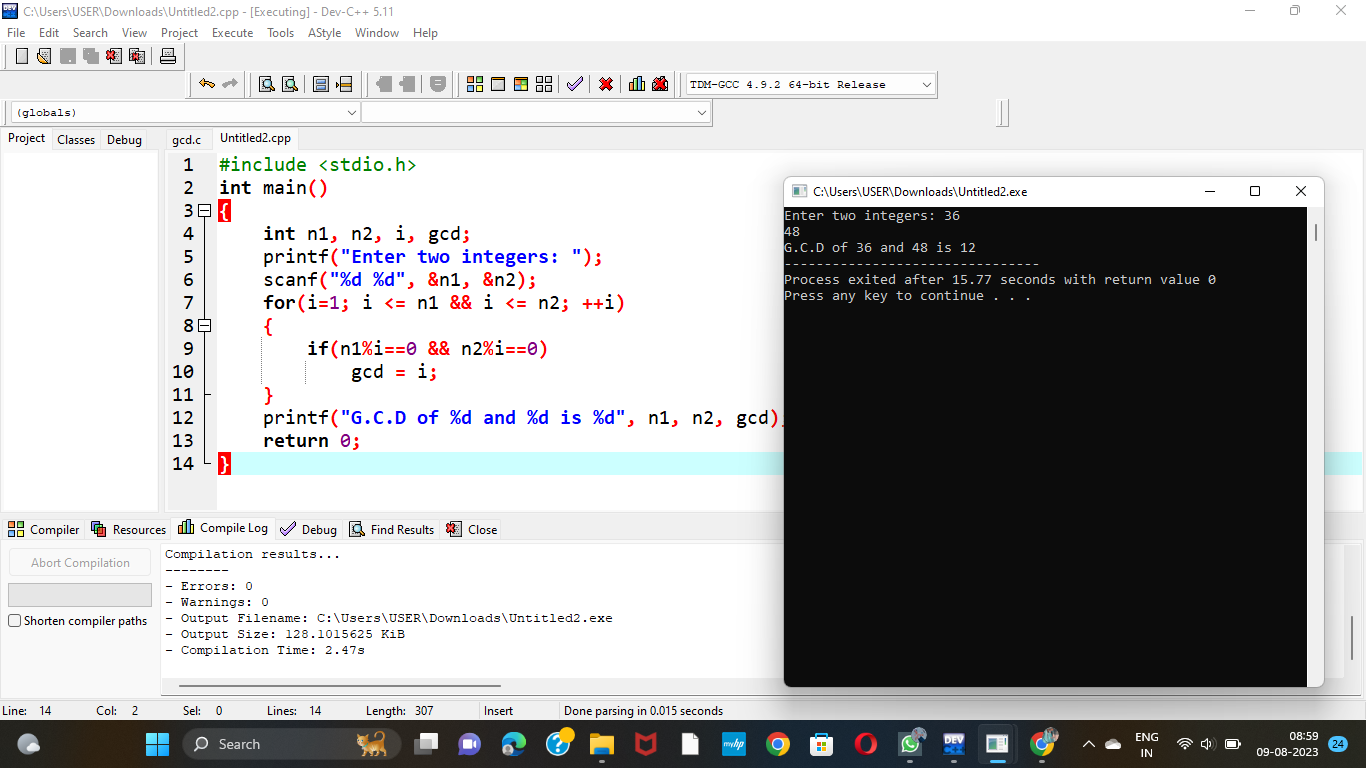 C:\Users\USER\Downloads\Untitled2.cpp - [Executing] - Dev-C++ 5.11
File Edit Search View Project Execute Tools AStyle Window Help
TDM-GCC 4.9.2 64-bit Release
(globals)
Project Classes Debug
gcd.c Untitled2.cpp
1 #include <stdio.h>
2 int main()
3 {
4 int n1, n2, i, gcd;
5 printf("Enter two integers: ");
6 scanf("%d %d", &n1, &n2);
7 for(i=1; i <= n1 && i <= n2; ++i)
8 {
9 if(n1%i==0 && n2%i==0)
10 gcd = i;
11 }
12 printf("G.C.D of %d and %d is %d", n1, n2, gcd);
13 return 0;
14 }
C:\Users\USER\Downloads\Untitled2.exe
Enter two integers: 36
48
G.C.D of 36 and 48 is 12
--------------------------------
Process exited after 15.77 seconds with return value 0
Press any key to continue . . .
Compiler Resources Compile Log Debug Find Results Close
Abort Compilation
Shorten compiler paths
Compilation results...
--------
- Errors: 0
- Warnings: 0
- Output Filename: C:\Users\USER\Downloads\Untitled2.exe
- Output Size: 128.1015625 KiB
- Compilation Time: 2.47s
Line: 14 Col: 2 Sel: 0 Lines: 14 Length: 307 Insert Done parsing in 0.015 seconds
Search
myhp
DEV
ENG
IN
08:59
09-08-2023
24